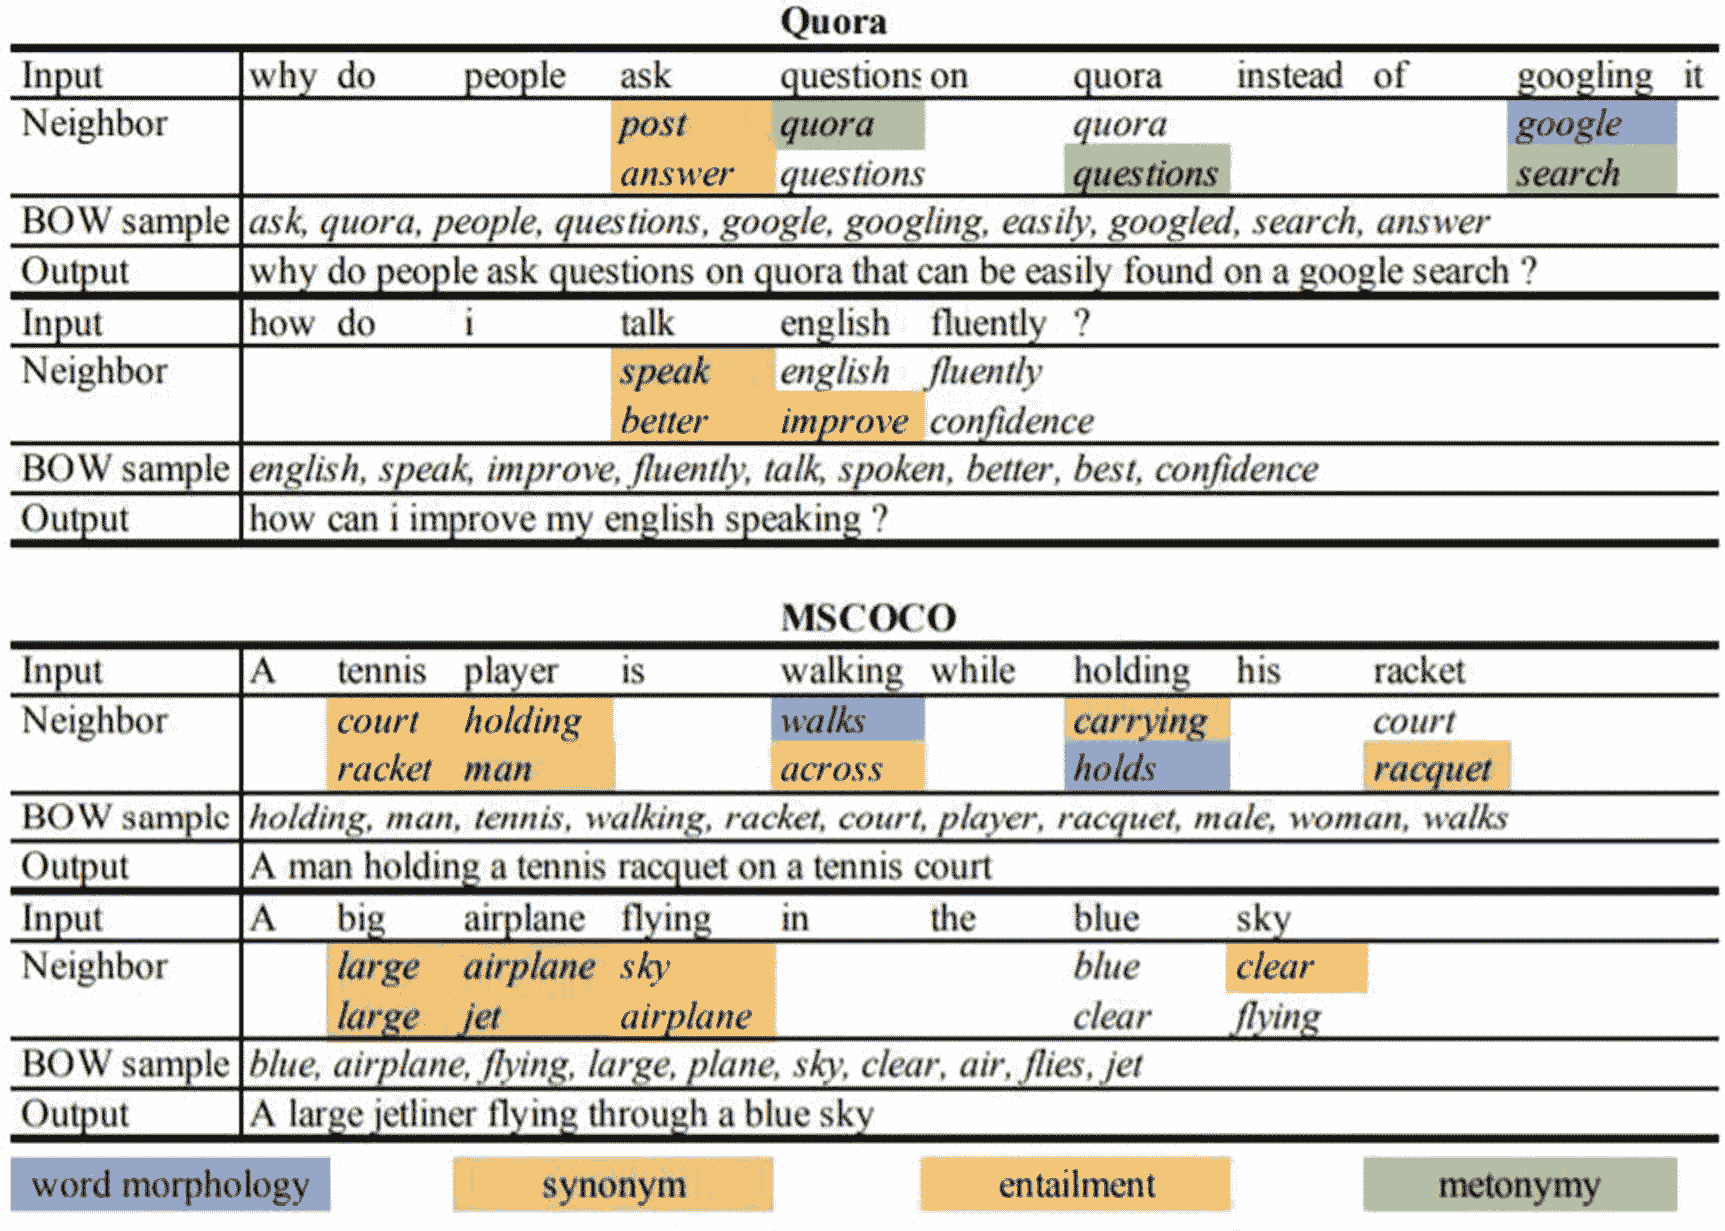 Quora
Input why do people ask questions on quora instead of googling it
Neighbor post quora quora google
answer questions questions search
BOW sample ask, quora, people, questions, google, googling, easily, googled, search, answer
Output why do people ask questions on quora that can be easily found on a google search ?
Input how do i talk english fluently ?
Neighbor speak english fluently
better improve confidence
BOW sample english, speak, improve, fluently, talk, spoken, better, best, confidence
Output how can i improve my english speaking ?
MSCOCO
Input A tennis player is walking while holding his racket
Neighbor court holding walks carrying court
racket man across holds racquet
BOW sample holding, man, tennis, walking, racket, court, player, racquet, male, woman, walks
Output A man holding a tennis racquet on a tennis court
Input A big airplane flying in the blue sky
Neighbor large airplane sky blue clear
large jet airplane clear flying
BOW sample blue, airplane, flying, large, plane, sky, clear, air, flies, jet
Output A large jetliner flying through a blue sky
word morphology synonym entailment metonymy